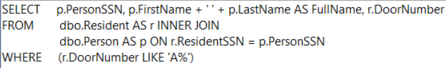 SELECT p.PersonSSN, p.FirstName + ' ' + p.LastName AS FullName, r.DoorNumber
FROM dbo.Resident AS r INNER JOIN
dbo.Person AS p ON r.ResidentSSN = p.PersonSSN
WHERE (r.DoorNumber LIKE 'A%')